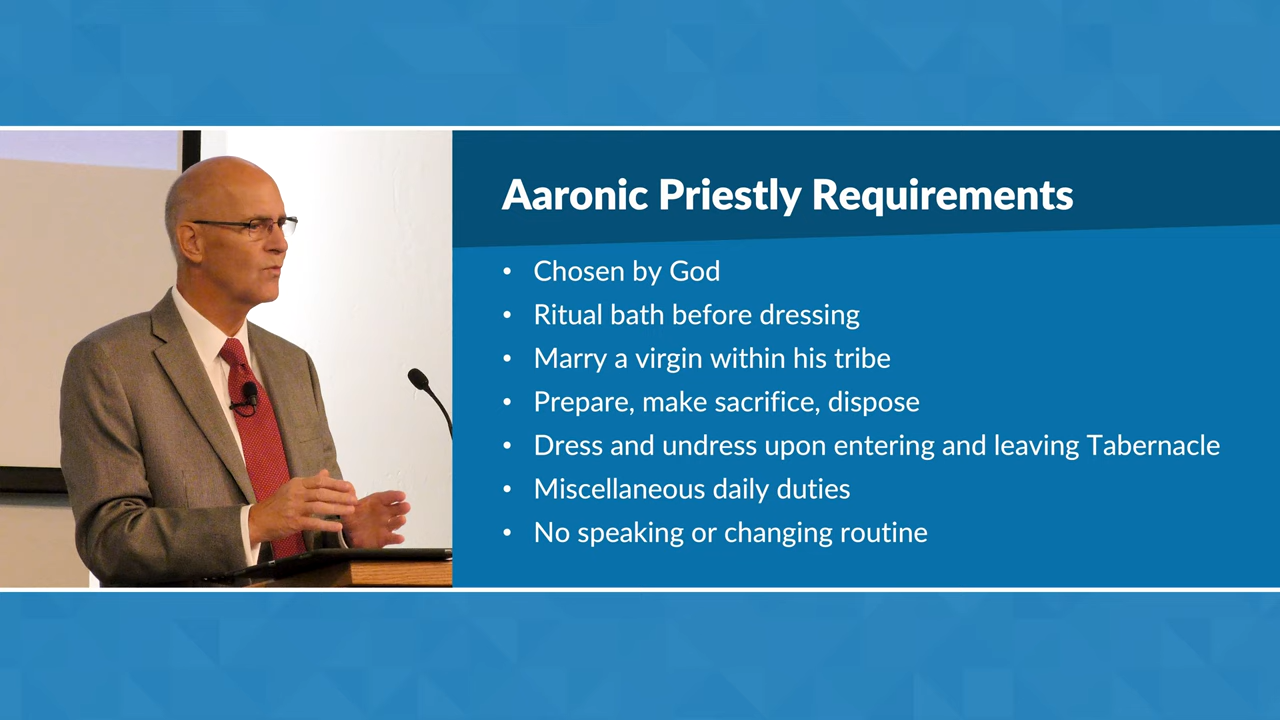 Aaronic Priestly Requirements
• Chosen by God
• Ritual bath before dressing
• Marry a virgin within his tribe
• Prepare, make sacrifice, dispose
• Dress and undress upon entering and leaving Tabernacle
• Miscellaneous daily duties
• No speaking or changing routine